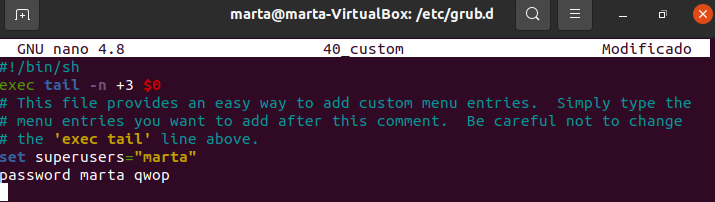 marta@marta-VirtualBox: /etc/grub.d
GNU nano 4.8 40_custom Modificado
#!/bin/sh
exec tail -n +3 $0
# This file provides an easy way to add custom menu entries.  Simply type the
# menu entries you want to add after this comment.  Be careful not to change
# the 'exec tail' line above.
set superusers="marta"
password marta qwop